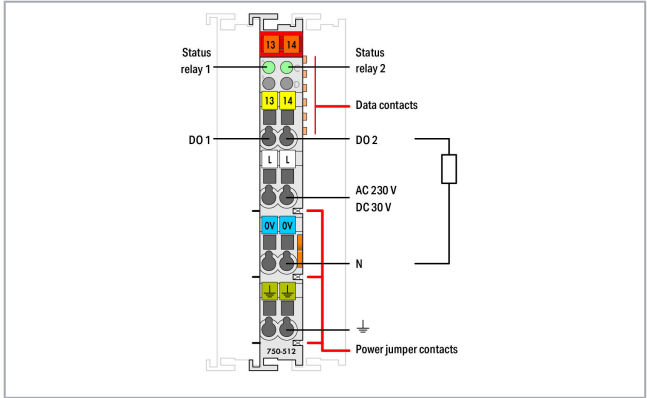 13 14
Status
relay 1
Status
relay 2
13 14
Data contacts
DO 1
DO 2
L L
AC 230 V
DC 30 V
0V 0V
N
750-512
Power jumper contacts